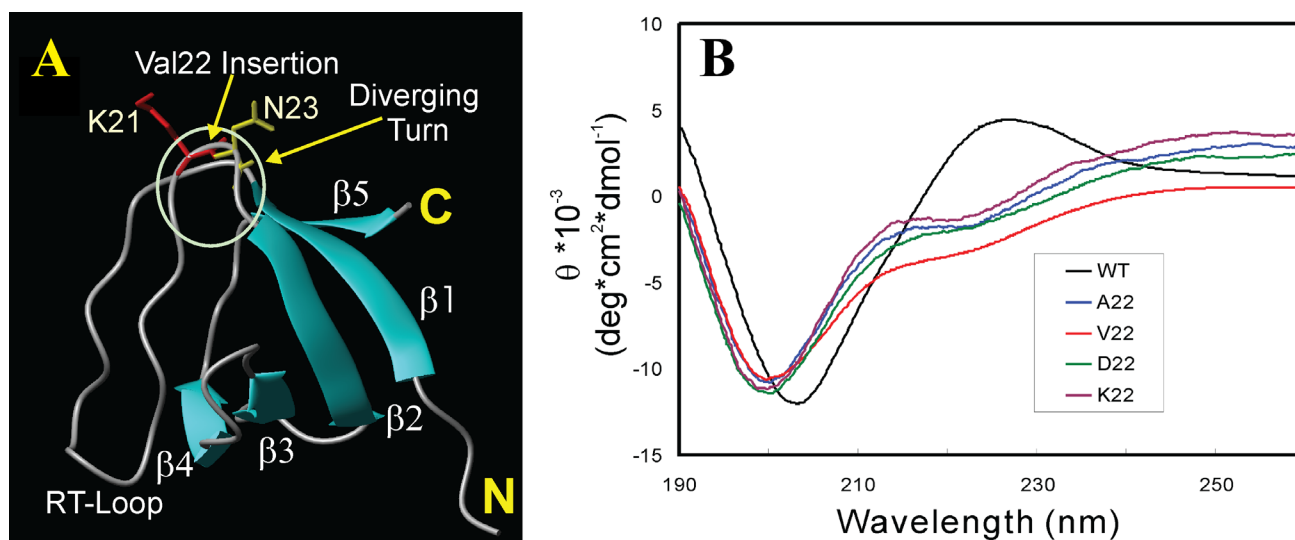 A
Val22 Insertion
K21
N23
Diverging
Turn
β5
C
β1
β2
β3
β4
RT-Loop
N
B
θ *10⁻³
(deg*cm²*dmol⁻¹)
10
5
0
-5
-10
-15
190
210
230
250
Wavelength (nm)
WT
A22
V22
D22
K22